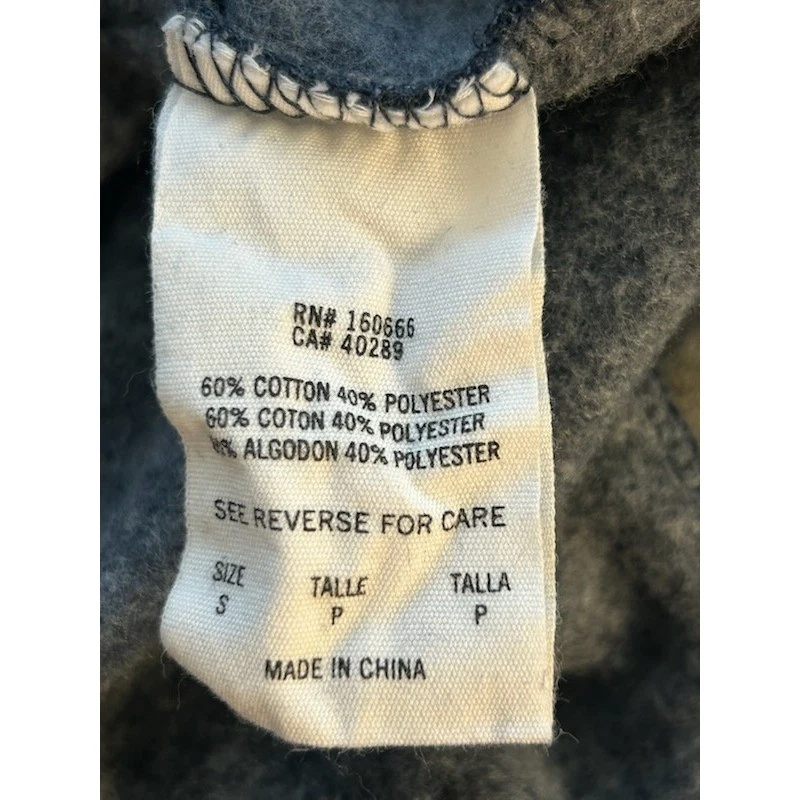 RN# 160666
CA# 40289
60% COTTON 40% POLYESTER
60% COTON 40% POLYESTER
ALGODON 40% POLYESTER
SEE REVERSE FOR CARE
SIZE TALLE TALLA
S P P
MADE IN CHINA